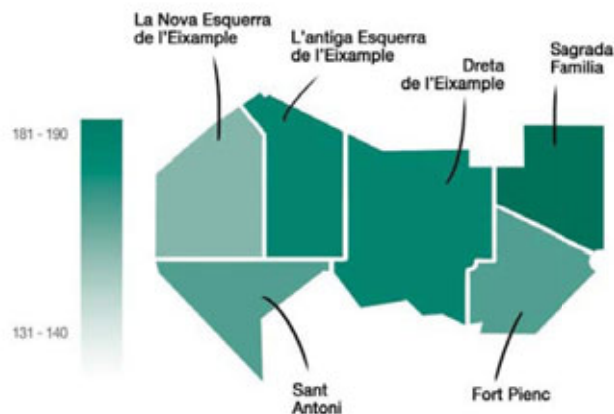 La Nova Esquerra
de l'Eixample
L'antiga Esquerra
de l'Eixample
Dreta
de l'Eixample
Sagrada
Familia
181 - 190
131 - 140
Sant
Antoni
Fort Pienc